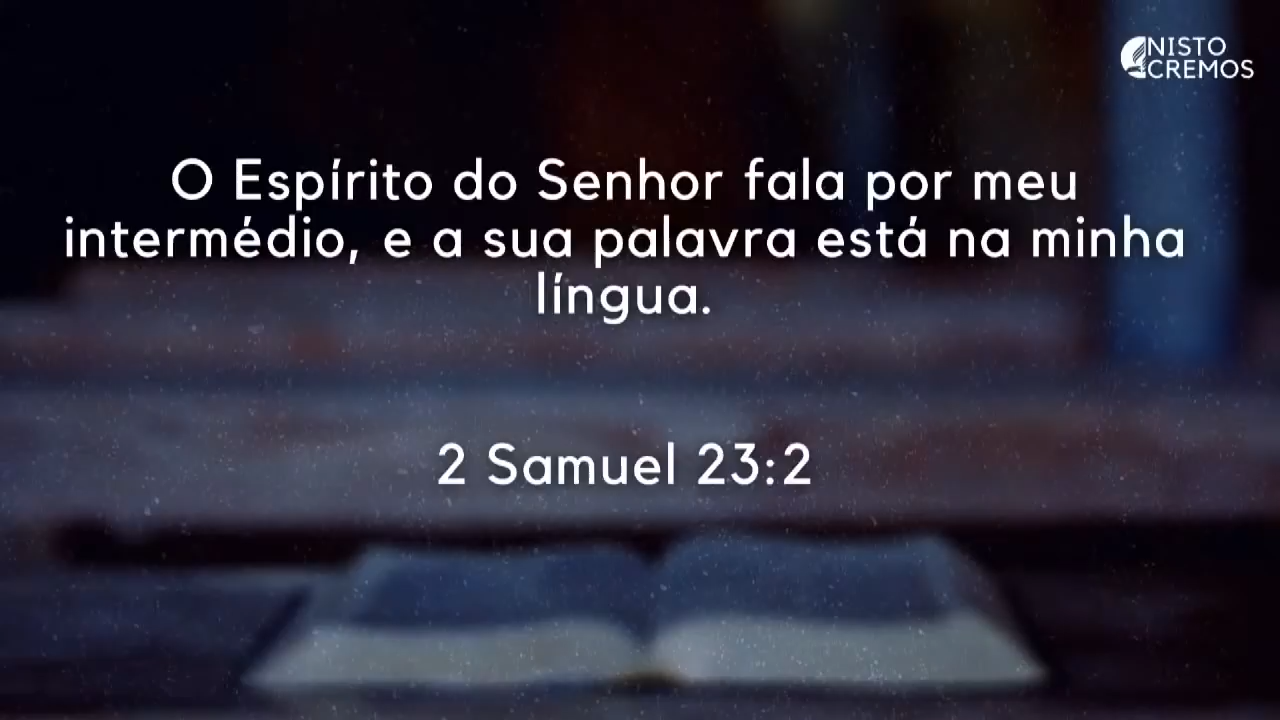 NISTO
CREMOS
O Espírito do Senhor fala por meu
intermédio, e a sua palavra está na minha
língua.
2 Samuel 23:2